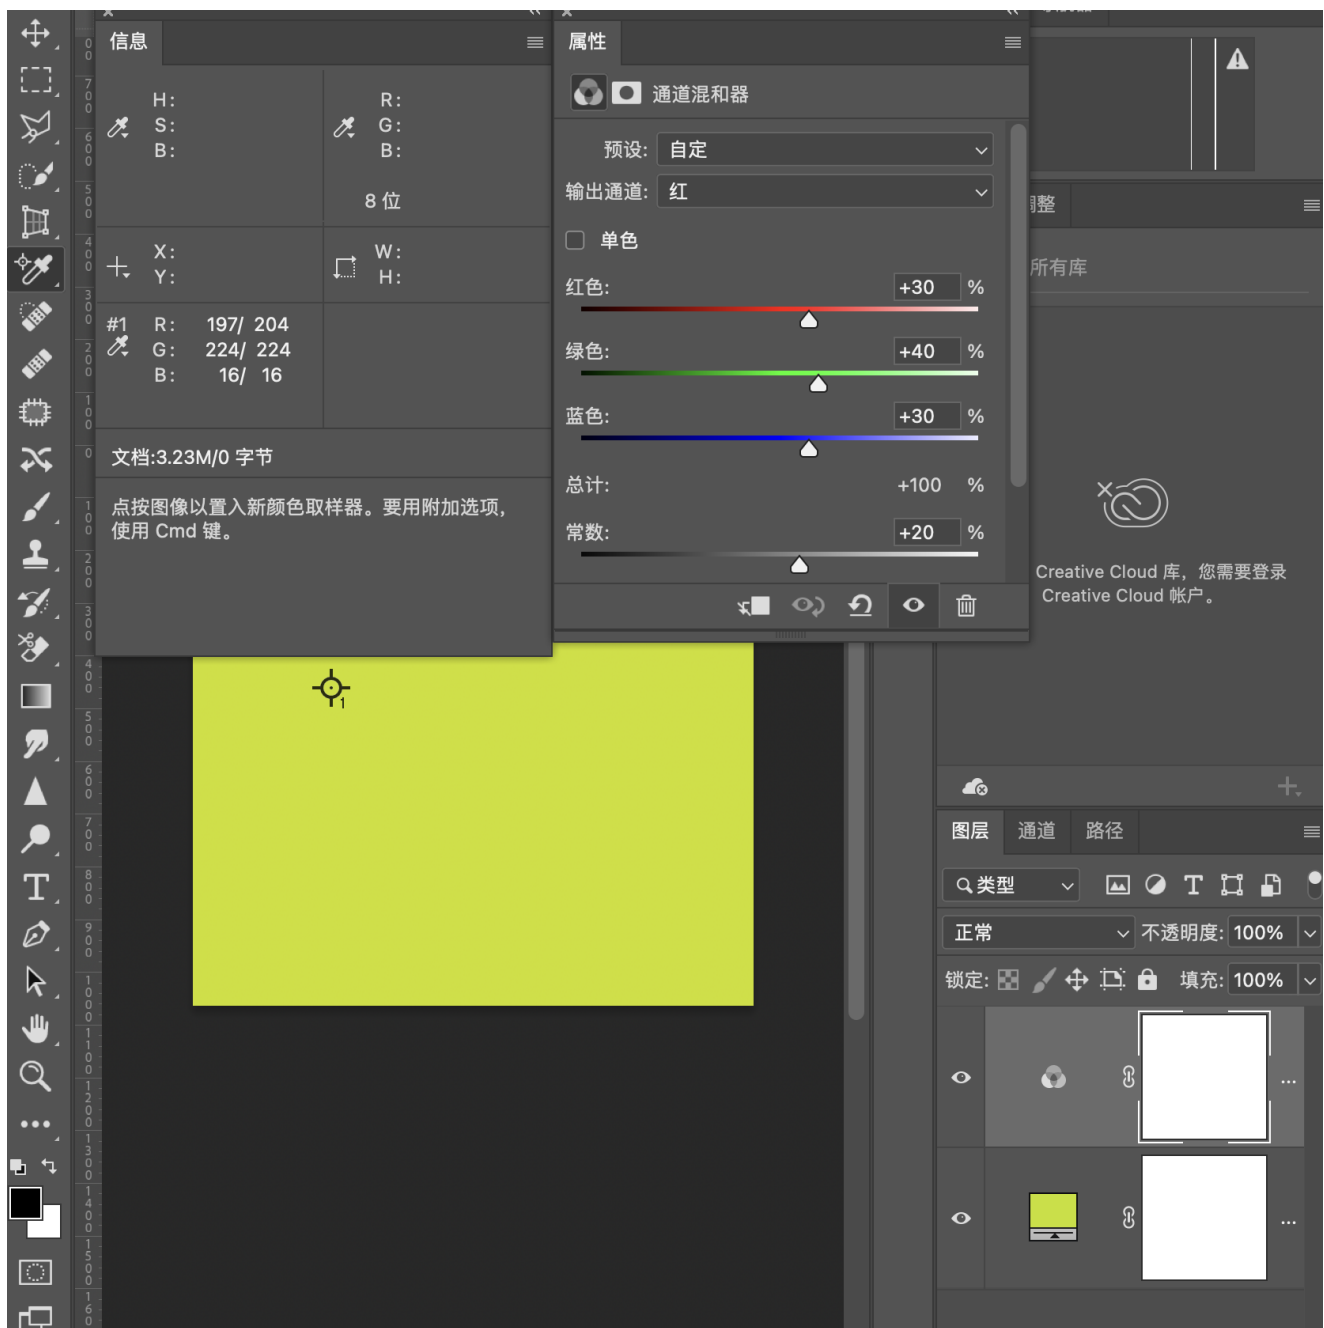 信息
H:
S:
B:
R:
G:
B:
8 位
X:
Y:
W:
H:
#1 R: 197/ 204
G: 224/ 224
B: 16/ 16
文档:3.23M/0 字节
点按图像以置入新颜色取样器。要用附加选项,
使用 Cmd 键。
1
属性
通道混和器
预设: 自定
输出通道: 红
单色
红色: +30 %
绿色: +40 %
蓝色: +30 %
总计: +100 %
常数: +20 %
调整
所有库
Creative Cloud 库，您需要登录
Creative Cloud 帐户。
图层 通道 路径
类型
正常 不透明度: 100%
锁定: 填充: 100%
...
...